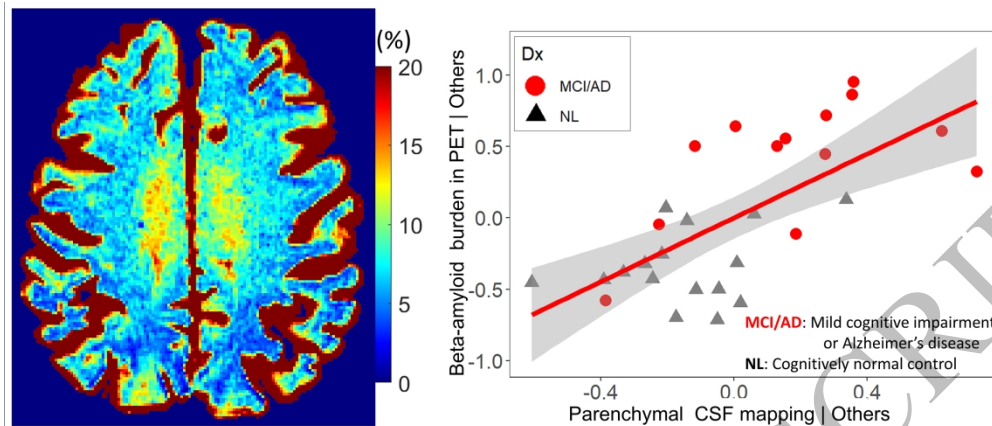 (%)
20
15
10
5
0
Beta-amyloid burden in PET | Others
1.0
0.5
0.0
-0.5
-1.0
Dx
MCI/AD
NL
MCI/AD: Mild cognitive impairment
or Alzheimer's disease
NL: Cognitively normal control
-0.4
0.0
0.4
Parenchymal CSF mapping | Others